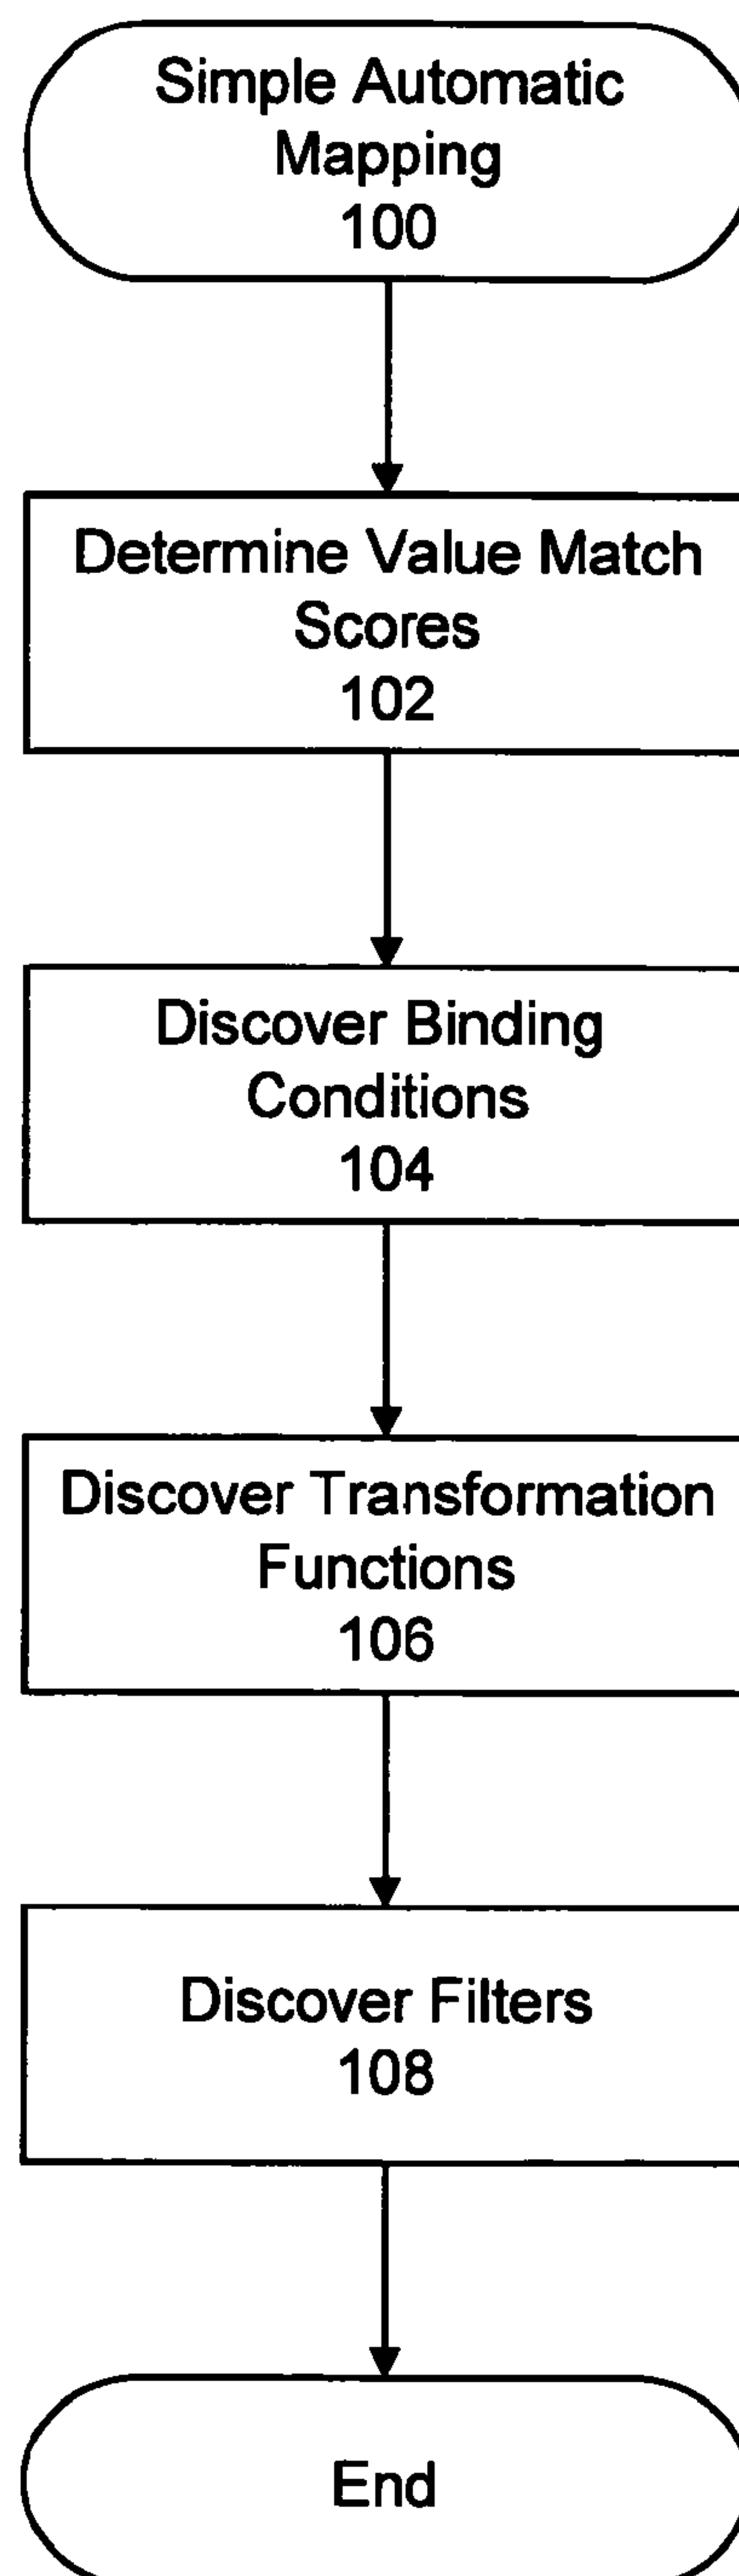 Simple Automatic
Mapping
100
Determine Value Match
Scores
102
Discover Binding
Conditions
104
Discover Transformation
Functions
106
Discover Filters
108
End